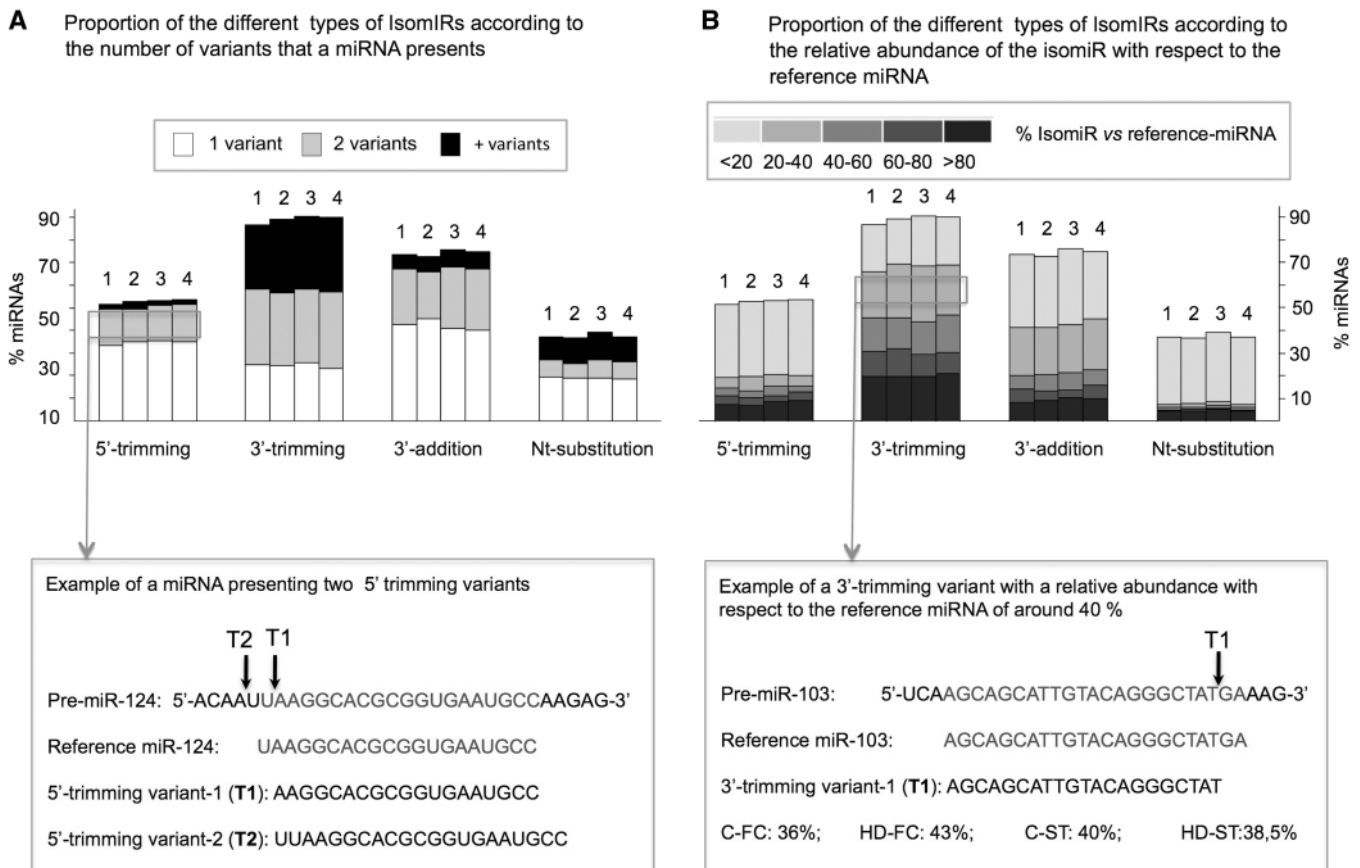 A
Proportion of the different types of IsomIRs according to
the number of variants that a miRNA presents
1 variant 2 variants + variants
90
70
50
30
10
% miRNAs
1 2 3 4
1 2 3 4
1 2 3 4
1 2 3 4
5'-trimming 3'-trimming 3'-addition Nt-substitution
Example of a miRNA presenting two 5' trimming variants
T2 T1
Pre-miR-124: 5'-ACAAUUAAGGCACGCGGUGAAUGCCAAGAG-3'
Reference miR-124: UAAGGCACGCGGUGAAUGCC
5'-trimming variant-1 (T1): AAGGCACGCGGUGAAUGCC
5'-trimming variant-2 (T2): UUAAGGCACGCGGUGAAUGCC
B
Proportion of the different types of IsomIRs according to
the relative abundance of the isomiR with respect to the
reference miRNA
% IsomiR vs reference-miRNA
<20 20-40 40-60 60-80 >80
1 2 3 4
1 2 3 4
1 2 3 4
1 2 3 4
90
70
50
30
10
% miRNAs
5'-trimming 3'-trimming 3'-addition Nt-substitution
Example of a 3'-trimming variant with a relative abundance with
respect to the reference miRNA of around 40 %
T1
Pre-miR-103: 5'-UCAAGCAGCATTGTACAGGGCTATGAAAG-3'
Reference miR-103: AGCAGCATTGTACAGGGCTATGA
3'-trimming variant-1 (T1): AGCAGCATTGTACAGGGCTAT
C-FC: 36%; HD-FC: 43%; C-ST: 40%; HD-ST:38,5%